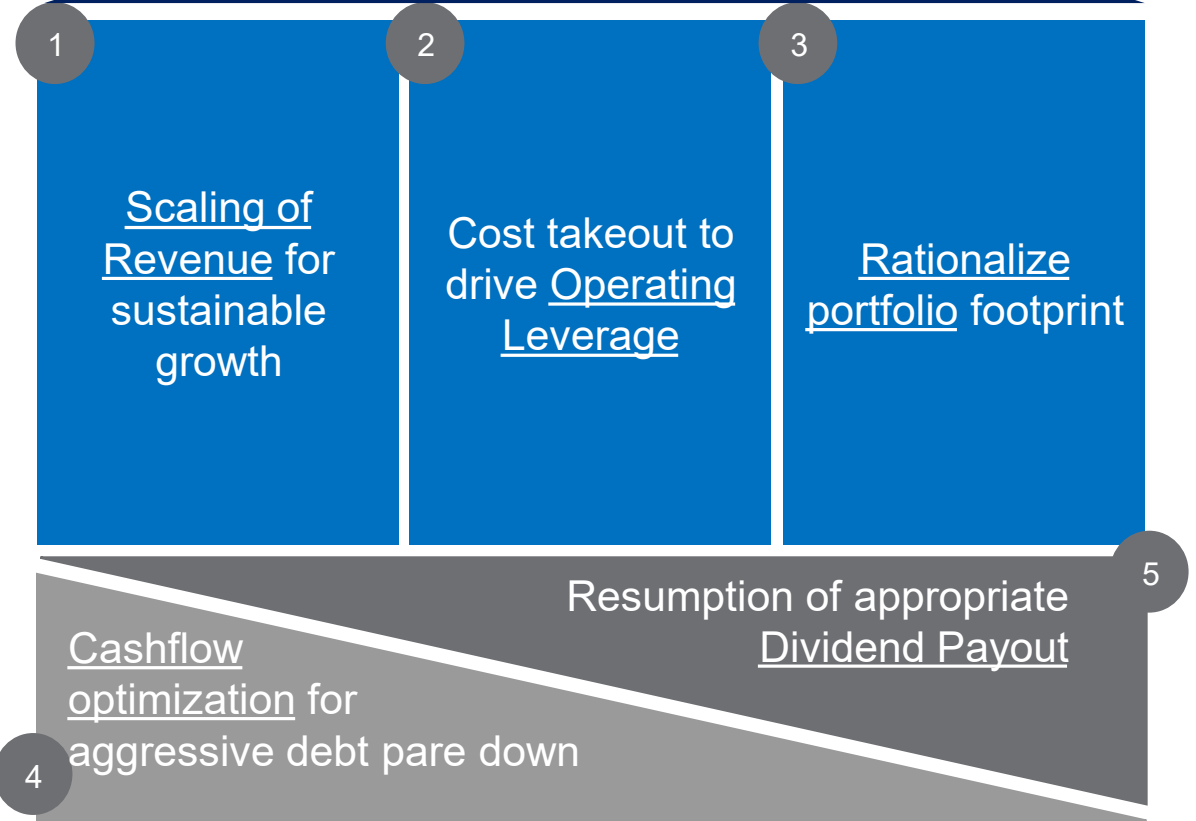 1
Scaling of
Revenue for
sustainable
growth
2
Cost takeout to
drive Operating
Leverage
3
Rationalize
portfolio footprint
4
Cashflow
optimization for
aggressive debt pare down
5
Resumption of appropriate
Dividend Payout